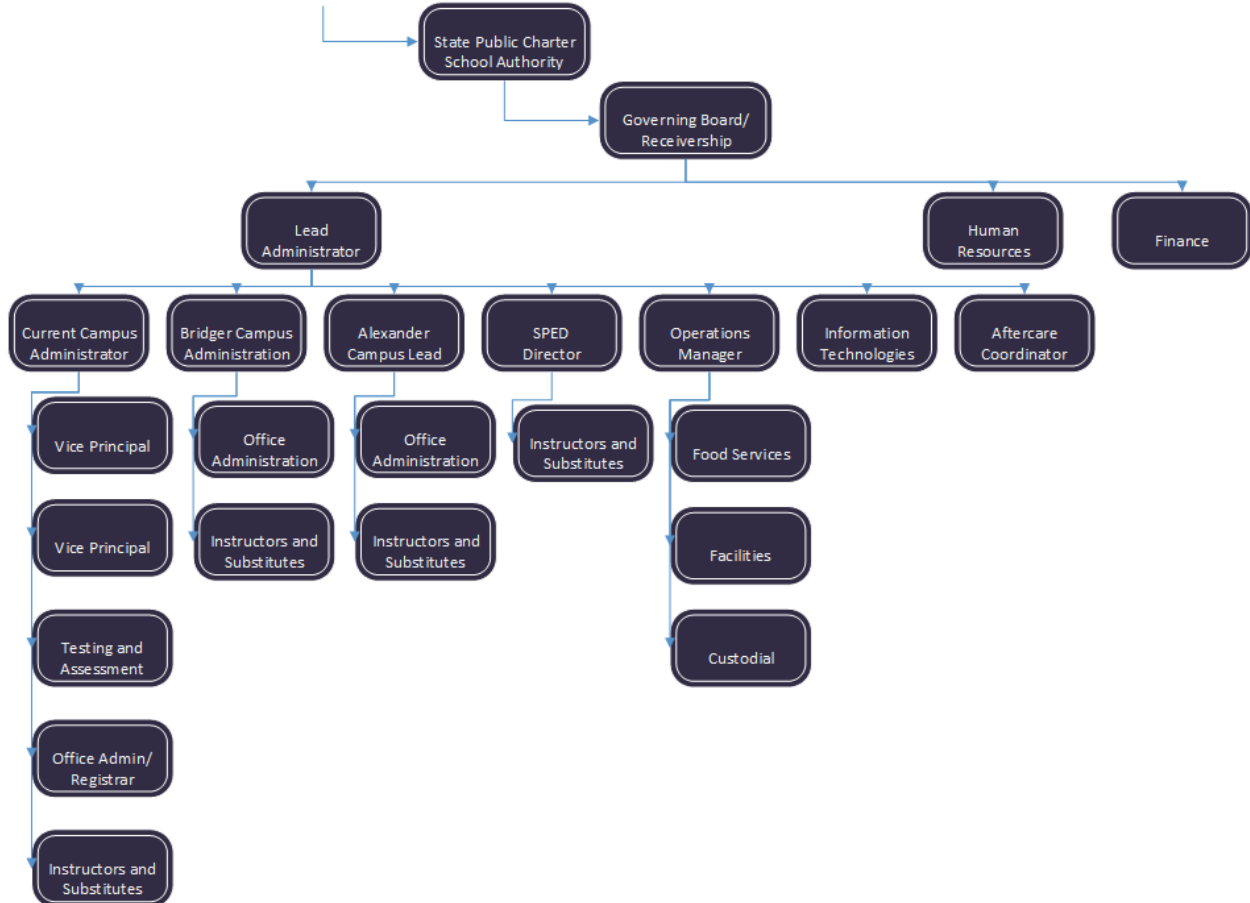 State Public Charter
School Authority
Governing Board/
Receivership
Lead
Administrator
Human
Resources
Finance
Current Campus
Administrator
Bridger Campus
Administration
Alexander
Campus Lead
SPED
Director
Operations
Manager
Information
Technologies
Aftercare
Coordinator
Vice Principal
Office
Administration
Office
Administration
Instructors and
Substitutes
Food Services
Vice Principal
Instructors and
Substitutes
Instructors and
Substitutes
Facilities
Testing and
Assessment
Custodial
Office Admin/
Registrar
Instructors and
Substitutes